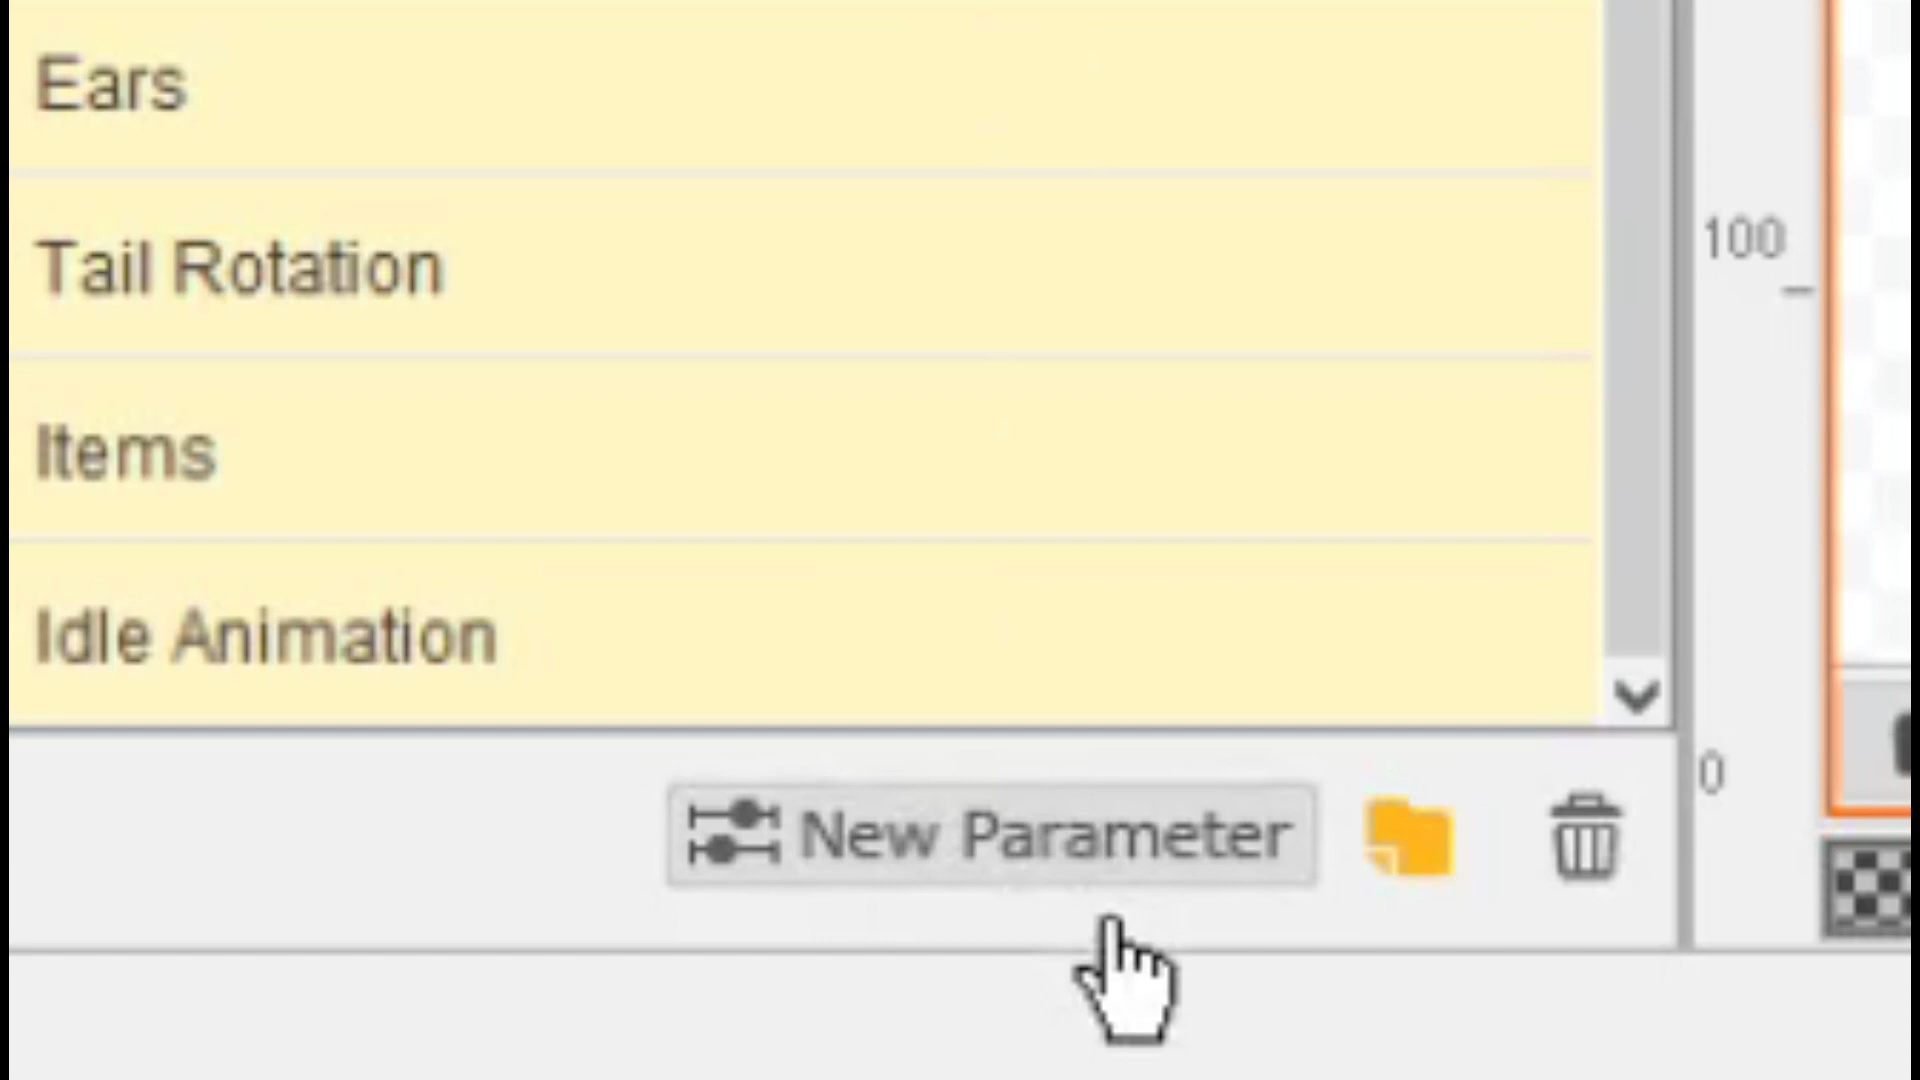 Ears
100
Tail Rotation
Items
Idle Animation
0
New Parameter